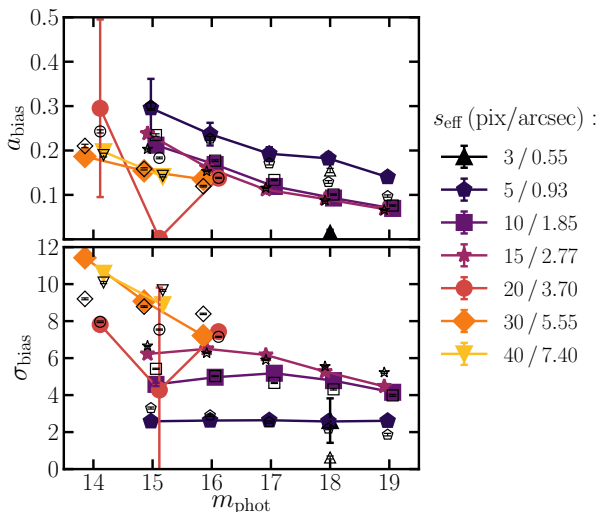 0.5
0.4
0.3
0.2
0.1
a_bias
12
10
8
6
4
2
0
σ_bias
14 15 16 17 18 19
m_phot
s_eff (pix/arcsec) :
3 / 0.55
5 / 0.93
10 / 1.85
15 / 2.77
20 / 3.70
30 / 5.55
40 / 7.40